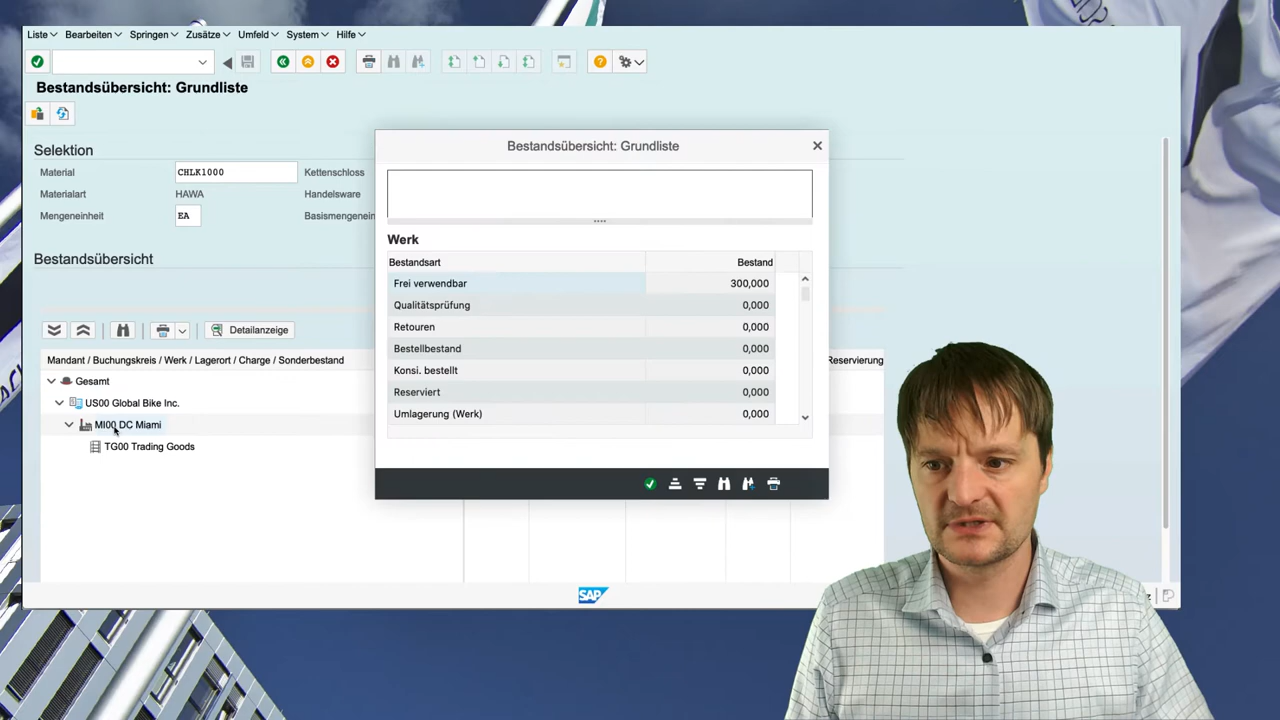 Liste Bearbeiten Springen Zusätze Umfeld System Hilfe
Bestandsübersicht: Grundliste
Selektion
Material CHLK1000 Kettenschloss
Materialart HAWA Handelsware
Mengeneinheit EA Basismengenein
Bestandsübersicht
Detailanzeige
Mandant / Buchungskreis / Werk / Lagerort / Charge / Sonderbestand
Reservierung
Gesamt
US00 Global Bike Inc.
MI00 DC Miami
TG00 Trading Goods
Bestandsübersicht: Grundliste
Werk
Bestandsart Bestand
Frei verwendbar 300,000
Qualitätsprüfung 0,000
Retouren 0,000
Bestellbestand 0,000
Konsi. bestellt 0,000
Reserviert 0,000
Umlagerung (Werk) 0,000
SAP